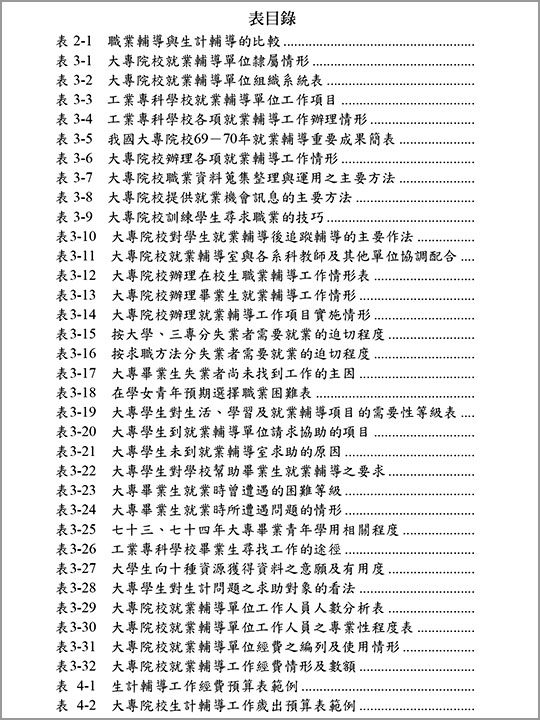 表目錄
表 2-1 職業輔導與生計輔導的比較
表 3-1 大專院校就業輔導單位隸屬情形
表 3-2 大專院校就業輔導單位組織系統表
表 3-3 工業專科學校就業輔導單位工作項目
表 3-4 工業專科學校各項就業輔導工作辦理情形
表 3-5 我國大專院校69－70年就業輔導重要成果簡表
表 3-6 大專院校辦理各項就業輔導工作情形
表 3-7 大專院校職業資料蒐集整理與運用之主要方法
表 3-8 大專院校提供就業機會訊息的主要方法
表 3-9 大專院校訓練學生尋求職業的技巧
表3-10 大專院校對學生就業輔導後追蹤輔導的主要作法
表3-11 大專院校就業輔導室與各系科教師及其他單位協調配合
表3-12 大專院校辦理在校生職業輔導工作情形表
表3-13 大專院校辦理畢業生就業輔導工作情形
表3-14 大專院校辦理就業輔導工作項目實施情形
表3-15 按大學、三專分失業者需要就業的迫切程度
表3-16 按求職方法分失業者需要就業的迫切程度
表3-17 大專畢業生失業者尚未找到工作的主因
表3-18 在學女青年預期選擇職業困難表
表3-19 大專學生對生活、學習及就業輔導項目的需要性等級表
表3-20 大專學生到就業輔導單位請求協助的項目
表3-21 大專學生未到就業輔導室求助的原因
表3-22 大專學生對學校幫助畢業生就業輔導之要求
表3-23 大專畢業生就業時曾遭遇的困難等級
表3-24 大專畢業生就業時所遭遇問題的情形
表3-25 七十三、七十四年大專畢業青年學用相關程度
表3-26 工業專科學校畢業生尋找工作的途徑
表3-27 大學生向十種資源獲得資料之意願及有用度
表3-28 大專學生對生計問題之求助對象的看法
表3-29 大專院校就業輔導單位工作人員人數分析表
表3-30 大專院校就業輔導單位工作人員之專業性程度表
表3-31 大專院校就業輔導單位經費之編列及使用情形
表3-32 大專院校就業輔導工作經費情形及數額
表 4-1 生計輔導工作經費預算表範例
表 4-2 大專院校生計輔導工作歲出預算表範例